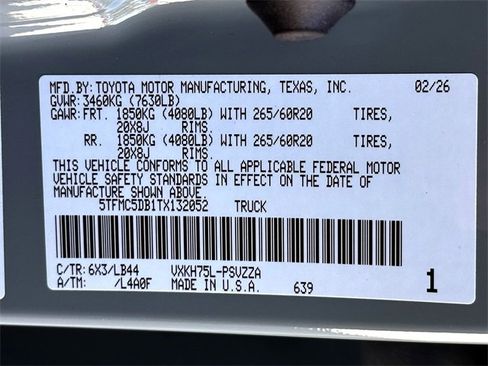 MFD.BY:TOYOTA MOTOR MANUFACTURING, TEXAS, INC. 02/26
GVWR:3460KG (7630LB)
GAWR:FRT. 1850KG (4080LB) WITH 265/60R20 TIRES,
20X8J RIMS.
RR. 1850KG (4080LB) WITH 265/60R20 TIRES,
20X8J RIMS.
THIS VEHICLE CONFORMS TO ALL APPLICABLE FEDERAL MOTOR
VEHICLE SAFETY STANDARDS IN EFFECT ON THE DATE OF
MANUFACTURE SHOWN ABOVE.
5TFMC5DB1TX132052 TRUCK
C/TR:6X3/LB44 VXKH75L-PSVZZA
A/TM: /L4A0F MADE IN U.S.A. 639 1